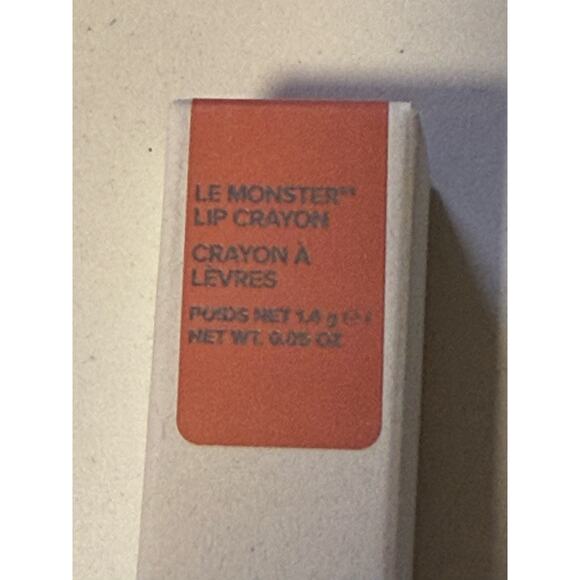 LE MONSTER™
LIP CRAYON
CRAYON À
LÈVRES
POIDS NET 1.4 g ℮ /
NET WT. 0.05 OZ